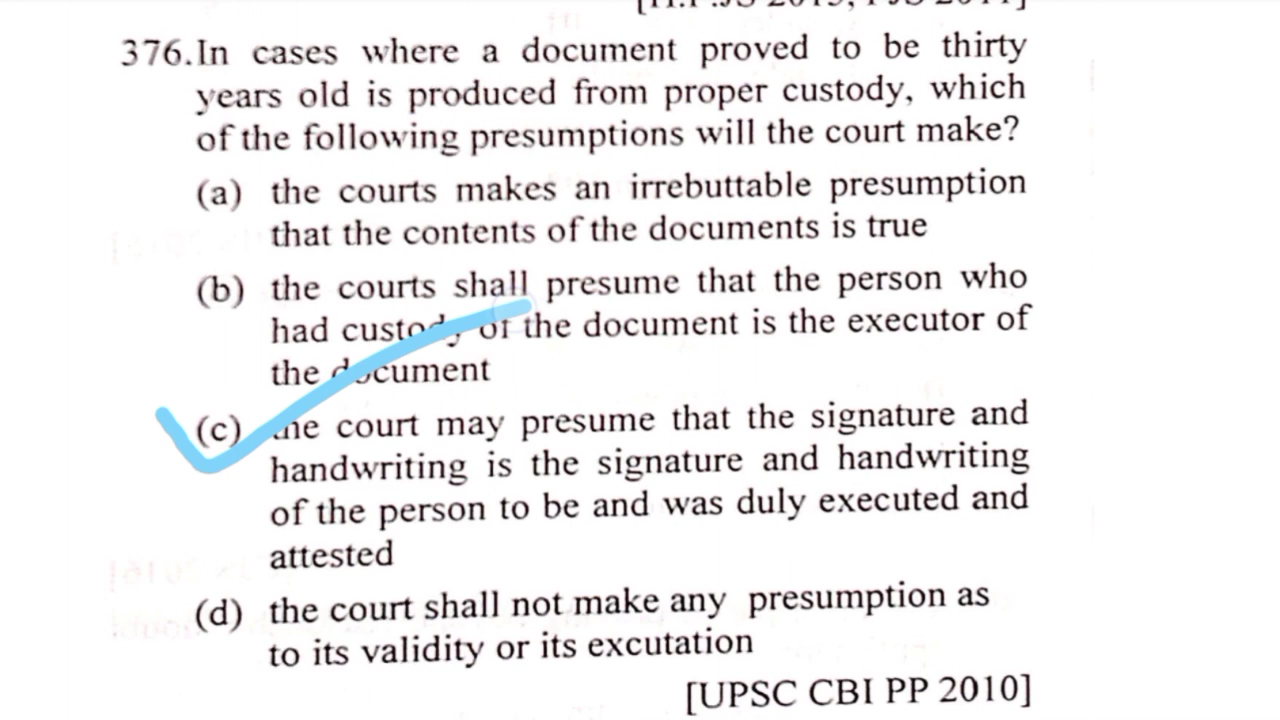 376.In cases where a document proved to be thirty
years old is produced from proper custody, which
of the following presumptions will the court make?
(a) the courts makes an irrebuttable presumption
that the contents of the documents is true
(b) the courts shall presume that the person who
had custody of the document is the executor of
the document
(c) the court may presume that the signature and
handwriting is the signature and handwriting
of the person to be and was duly executed and
attested
(d) the court shall not make any presumption as
to its validity or its excutation
[UPSC CBI PP 2010]